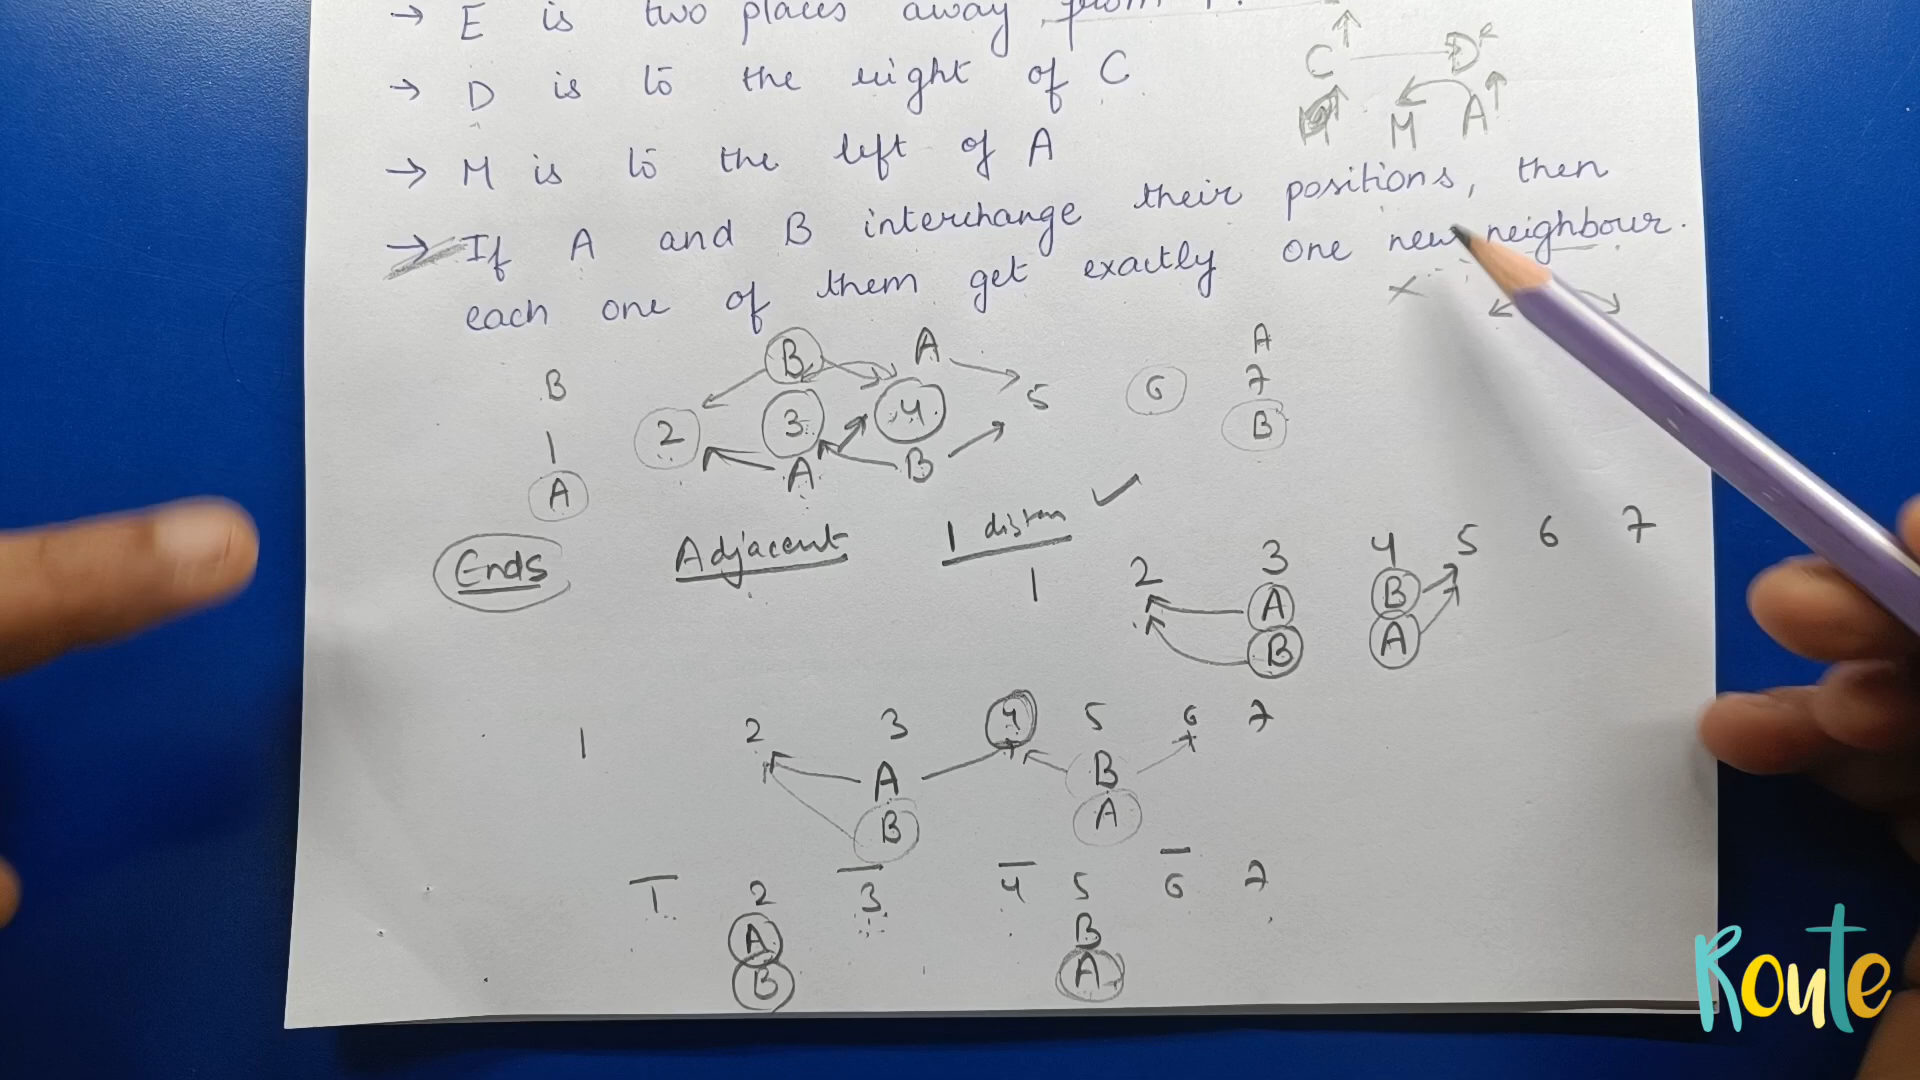 → E is two places away from
→ D is to the right of C
C D
→ M is to the left of A
M A
→ If A and B interchange their positions, then
each one of them get exactly one new neighbour.
B A A
B 2 3 4 5 6 7
1 A B B
A
Ends Adjacent 1 distan ✓
1 2 3 4 5 6 7
A B
B A
1 2 3 4 5 6 7
A B
B A
1 2 3 4 5 6 7
A B
B A
Route